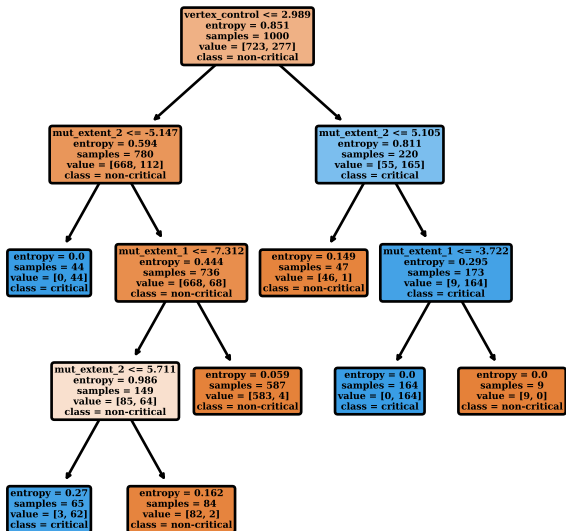 vertex_control <= 2.989
entropy = 0.851
samples = 1000
value = [723, 277]
class = non-critical
mut_extent_2 <= -5.147
entropy = 0.594
samples = 780
value = [668, 112]
class = non-critical
mut_extent_2 <= 5.105
entropy = 0.811
samples = 220
value = [55, 165]
class = critical
entropy = 0.0
samples = 44
value = [0, 44]
class = critical
mut_extent_1 <= -7.312
entropy = 0.444
samples = 736
value = [668, 68]
class = non-critical
entropy = 0.149
samples = 47
value = [46, 1]
class = non-critical
mut_extent_1 <= -3.722
entropy = 0.295
samples = 173
value = [9, 164]
class = critical
mut_extent_2 <= 5.711
entropy = 0.986
samples = 149
value = [85, 64]
class = non-critical
entropy = 0.059
samples = 587
value = [583, 4]
class = non-critical
entropy = 0.0
samples = 164
value = [0, 164]
class = critical
entropy = 0.0
samples = 9
value = [9, 0]
class = non-critical
entropy = 0.27
samples = 65
value = [3, 62]
class = critical
entropy = 0.162
samples = 84
value = [82, 2]
class = non-critical